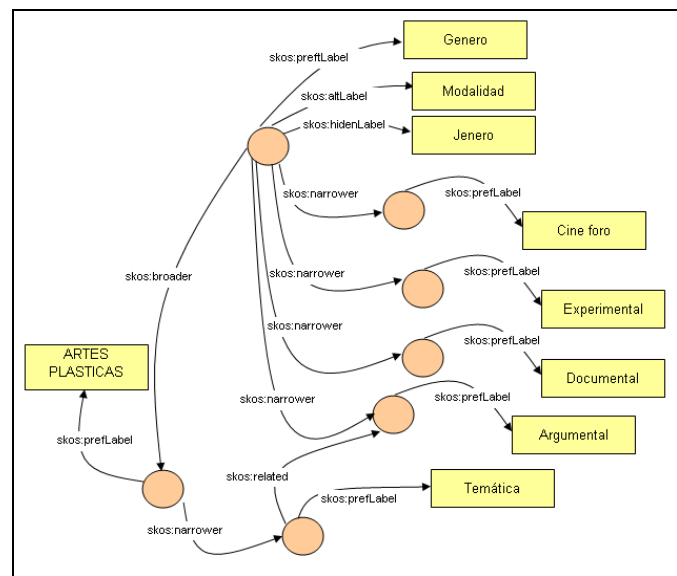 Genero
skos:preftLabel
skos:altLabel
Modalidad
skos:hidenLabel
Jenero
skos:narrower
skos:prefLabel
Cine foro
skos:narrower
skos:prefLabel
Experimental
skos:broader
skos:narrower
skos:prefLabel
Documental
ARTES
PLASTICAS
skos:narrower
skos:prefLabel
Argumental
skos:prefLabel
skos:related
Temática
skos:prefLabel
skos:narrower